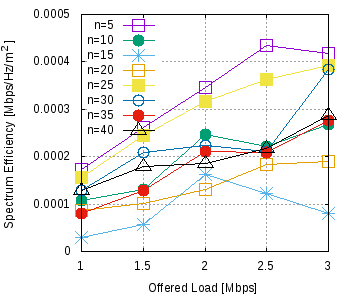 0.0005
0.0004
0.0003
0.0002
0.0001
0
Spectrum Efficiency [Mbps/Hz/m²]
n=5
n=10
n=15
n=20
n=25
n=30
n=35
n=40
1 1.5 2 2.5 3
Offered Load [Mbps]